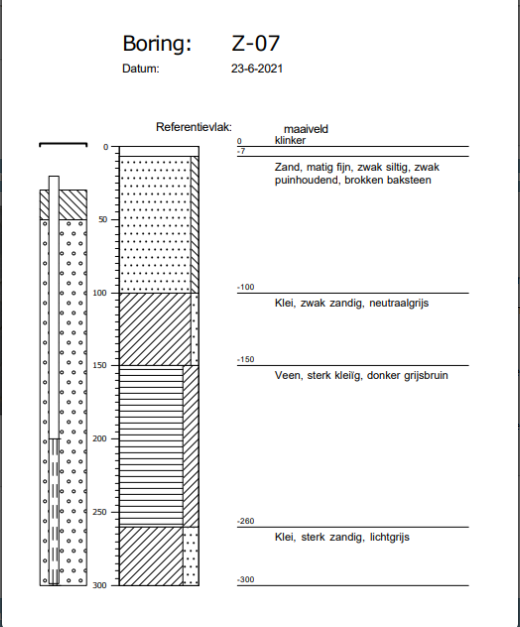 Boring: Z-07
Datum: 23-6-2021
Referentievlak: maaiveld
0
klinker
-7
Zand, matig fijn, zwak siltig, zwak
puinhoudend, brokken baksteen
-100
Klei, zwak zandig, neutraalgrijs
-150
Veen, sterk kleiïg, donker grijsbruin
-260
Klei, sterk zandig, lichtgrijs
-300
0
50
100
150
200
250
300